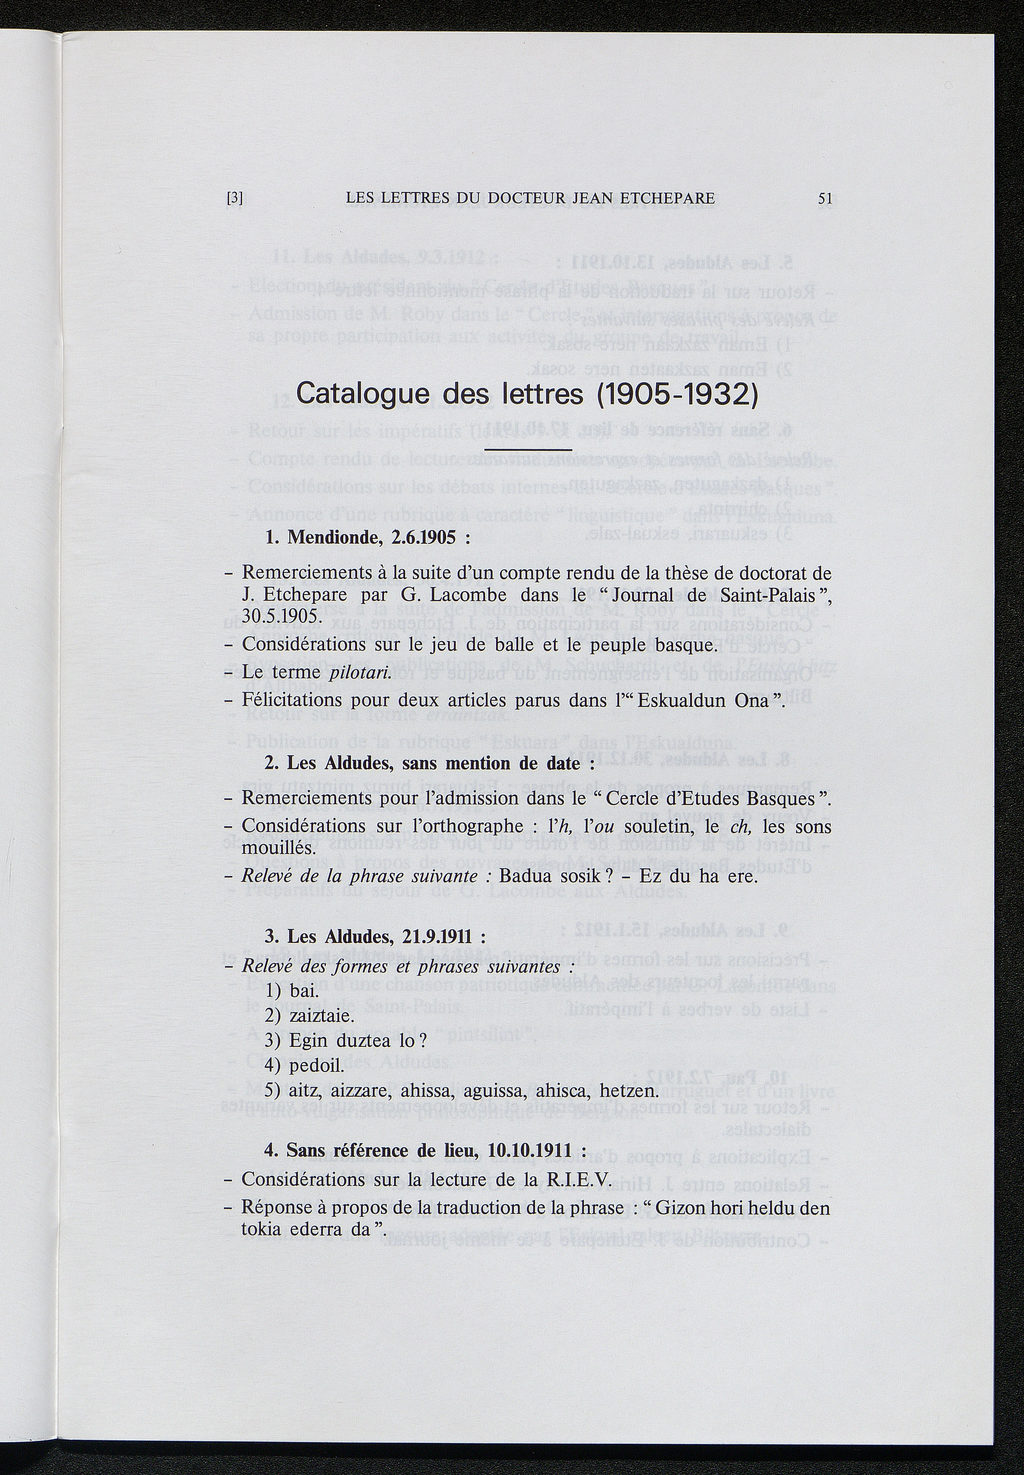 [3] LES LETTRES DU DOCTEUR JEAN ETCHEPARE 51
Catalogue des lettres (1905-1932)
1. Mendionde, 2.6.1905 :
– Remerciements à la suite d'un compte rendu de la thèse de doctorat de
J. Etchepare par G. Lacombe dans le “Journal de Saint-Palais”,
30.5.1905.
– Considérations sur le jeu de balle et le peuple basque.
– Le terme pilotari.
– Félicitations pour deux articles parus dans l'“Eskualdun Ona”.
2. Les Aldudes, sans mention de date :
– Remerciements pour l'admission dans le “Cercle d'Etudes Basques”.
– Considérations sur l'orthographe : l'h, l'ou souletin, le ch, les sons
mouillés.
– Relevé de la phrase suivante : Badua sosik ? – Ez du ha ere.
3. Les Aldudes, 21.9.1911 :
– Relevé des formes et phrases suivantes :
1) bai.
2) zaiztaie.
3) Egin duztea lo ?
4) pedoil.
5) aitz, aizzare, ahissa, aguissa, ahisca, hetzen.
4. Sans référence de lieu, 10.10.1911 :
– Considérations sur la lecture de la R.I.E.V.
– Réponse à propos de la traduction de la phrase : “Gizon hori heldu den
tokia ederra da”.